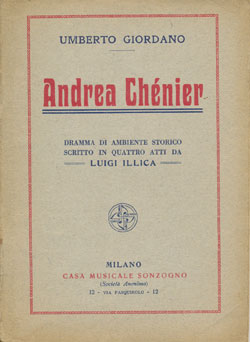 UMBERTO GIORDANO
Andrea Chénier
DRAMMA DI AMBIENTE STORICO
SCRITTO IN QUATTRO ATTI DA
LUIGI ILLICA
MILANO
CASA MUSICALE SONZOGNO
(Società Anonima)
12 - VIA PASQUIROLO - 12